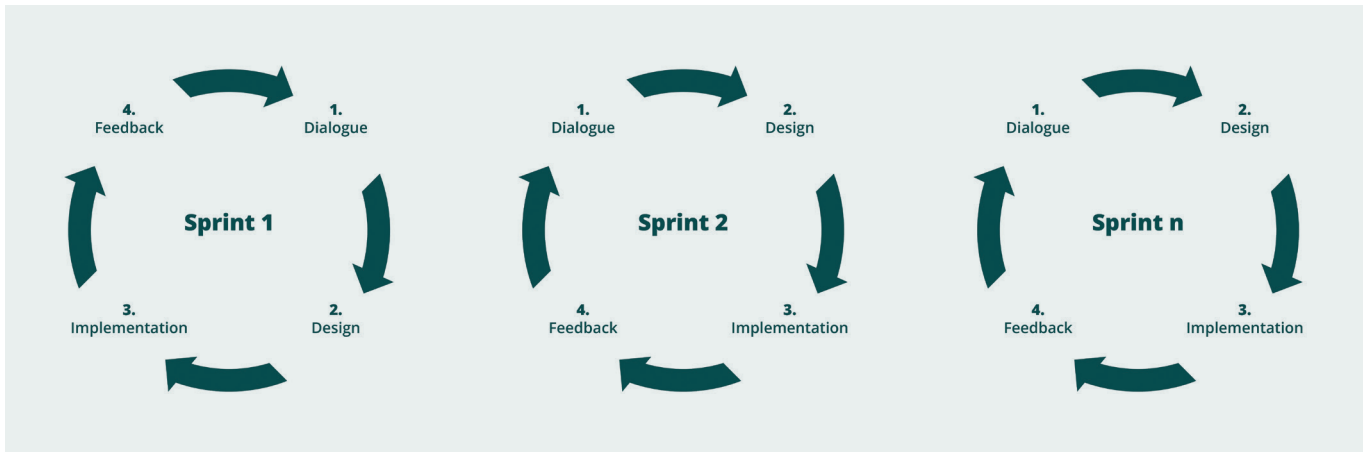 4.
Feedback
1.
Dialogue
Sprint 1
3.
Implementation
2.
Design
1.
Dialogue
2.
Design
Sprint 2
4.
Feedback
3.
Implementation
1.
Dialogue
2.
Design
Sprint n
4.
Feedback
3.
Implementation